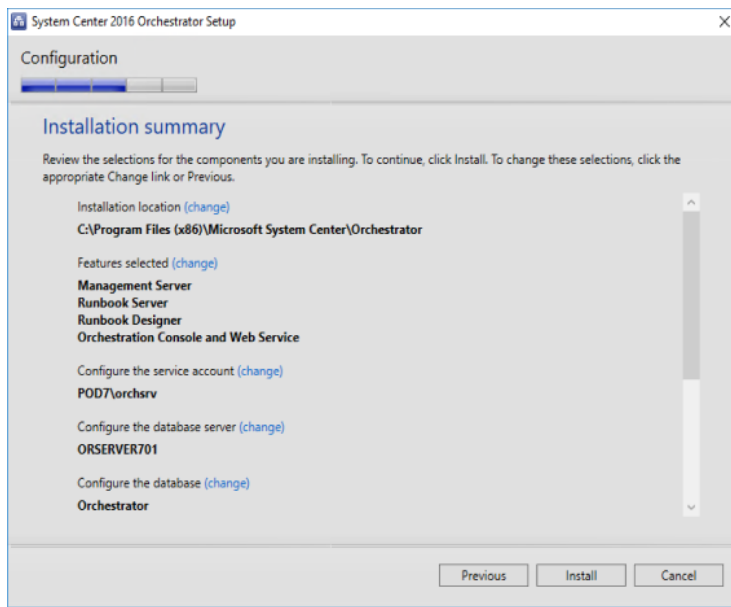 System Center 2016 Orchestrator Setup
Configuration
Installation summary
Review the selections for the components you are installing. To continue, click Install. To change these selections, click the
appropriate Change link or Previous.
Installation location (change)
C:\Program Files (x86)\Microsoft System Center\Orchestrator
Features selected (change)
Management Server
Runbook Server
Runbook Designer
Orchestration Console and Web Service
Configure the service account (change)
POD7\orchsrv
Configure the database server (change)
ORSERVER701
Configure the database (change)
Orchestrator
Previous Install Cancel